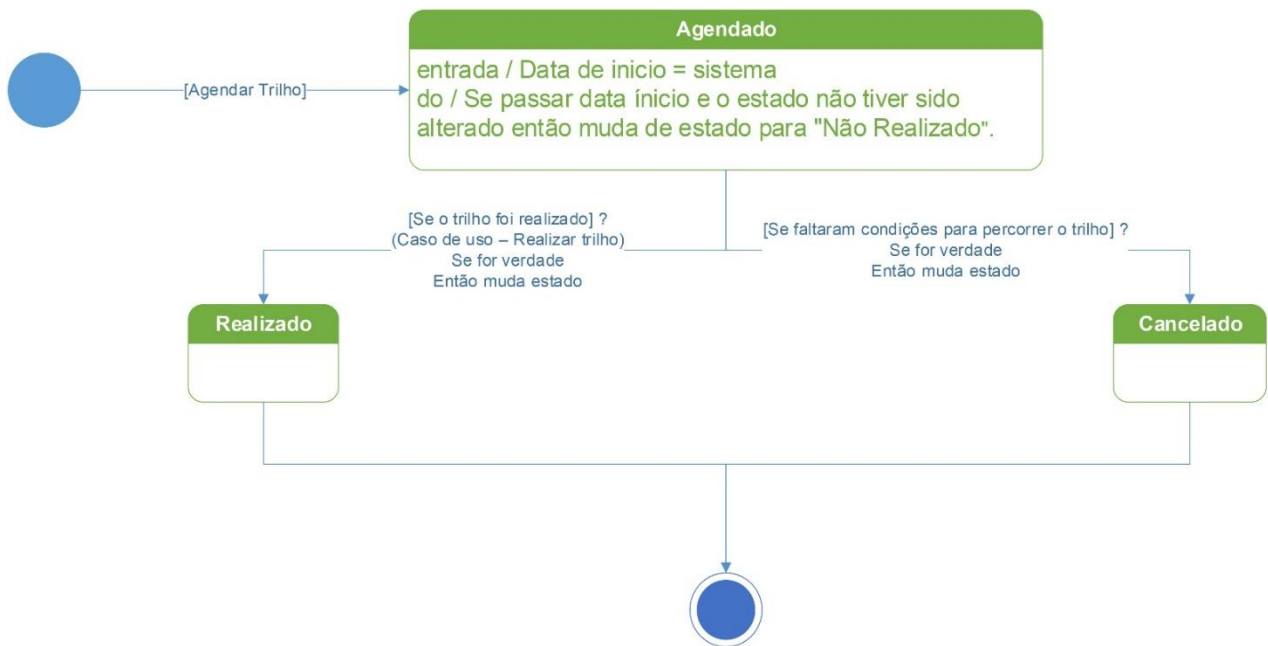 Agendado
entrada / Data de inicio = sistema
do / Se passar data ínicio e o estado não tiver sido
alterado então muda de estado para "Não Realizado".
[Agendar Trilho]
[Se o trilho foi realizado] ?
(Caso de uso – Realizar trilho)
Se for verdade
Então muda estado
[Se faltaram condições para percorrer o trilho] ?
Se for verdade
Então muda estado
Realizado
Cancelado